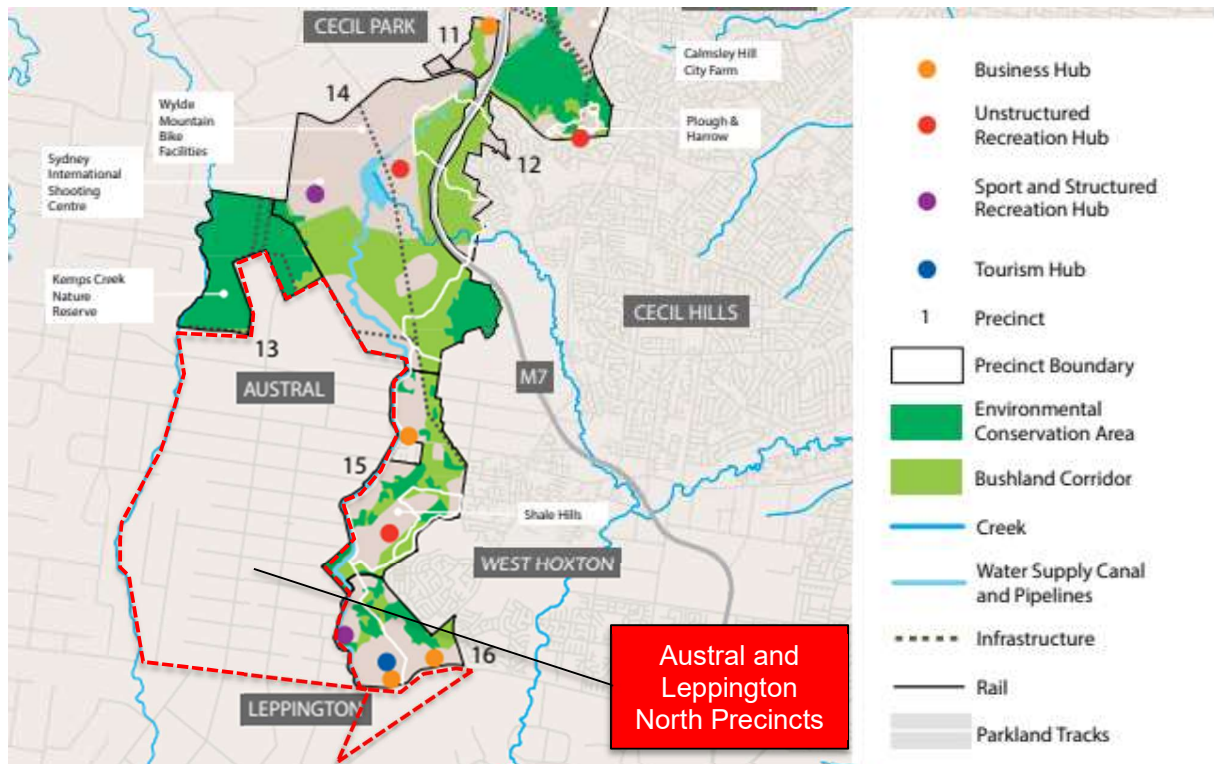 CECIL PARK
11
Calmsley Hill
City Farm
14
Wylde
Mountain
Bike
Facilities
Plough &
Harrow
12
Sydney
International
Shooting
Centre
Kemps Creek
Nature
Reserve
CECIL HILLS
13
AUSTRAL
M7
15
Shale Hills
WEST HOXTON
16
LEPPINGTON
Austral and
Leppington
North Precincts
Business Hub
Unstructured
Recreation Hub
Sport and Structured
Recreation Hub
Tourism Hub
1 Precinct
Precinct Boundary
Environmental
Conservation Area
Bushland Corridor
Creek
Water Supply Canal
and Pipelines
Infrastructure
Rail
Parkland Tracks